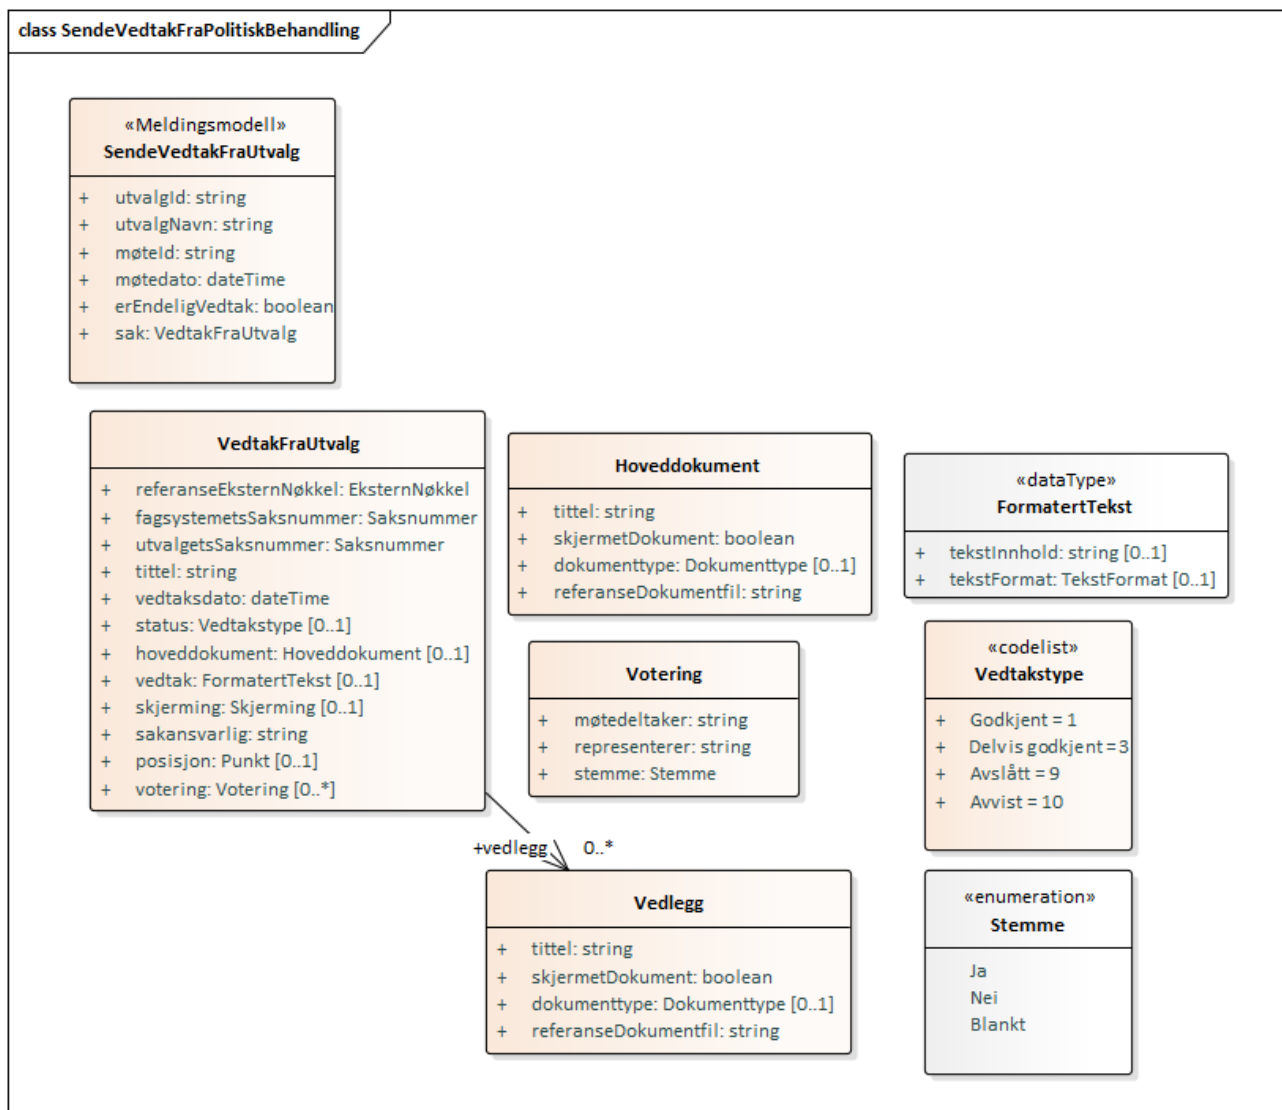 class SendeVedtakFraPolitiskBehandling
«Meldingsmodell»
SendeVedtakFraUtvalg
+ utvalgId: string
+ utvalgNavn: string
+ møteId: string
+ møtedato: dateTime
+ erEndeligVedtak: boolean
+ sak: VedtakFraUtvalg
VedtakFraUtvalg
+ referanseEksternNøkkel: EksternNøkkel
+ fagsystemetsSaksnummer: Saksnummer
+ utvalgetsSaksnummer: Saksnummer
+ tittel: string
+ vedtaksdato: dateTime
+ status: Vedtakstype [0..1]
+ hoveddokument: Hoveddokument [0..1]
+ vedtak: FormatertTekst [0..1]
+ skjerming: Skjerming [0..1]
+ sakansvarlig: string
+ posisjon: Punkt [0..1]
+ votering: Votering [0..*]
Hoveddokument
+ tittel: string
+ skjermetDokument: boolean
+ dokumenttype: Dokumenttype [0..1]
+ referanseDokumentfil: string
«dataType»
FormatertTekst
+ tekstInnhold: string [0..1]
+ tekstFormat: TekstFormat [0..1]
Votering
+ møtedeltaker: string
+ representerer: string
+ stemme: Stemme
«codelist»
Vedtakstype
+ Godkjent = 1
+ Delvis godkjent = 3
+ Avslått = 9
+ Avvist = 10
+vedlegg 0..*
Vedlegg
+ tittel: string
+ skjermetDokument: boolean
+ dokumenttype: Dokumenttype [0..1]
+ referanseDokumentfil: string
«enumeration»
Stemme
Ja
Nei
Blankt